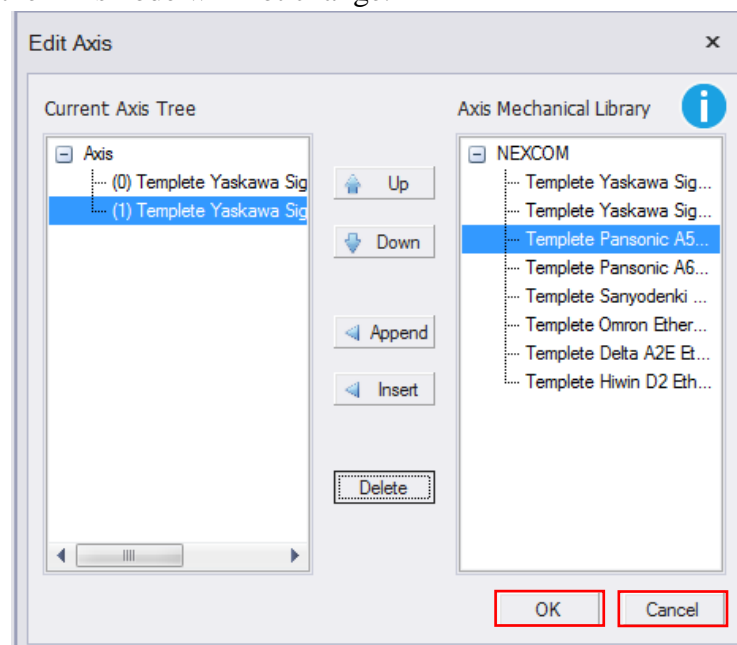 Edit Axis
Current Axis Tree
Axis
(0) Templete Yaskawa Sig
(1) Templete Yaskawa Sig
Up
Down
Append
Insert
Delete
Axis Mechanical Library
NEXCOM
Templete Yaskawa Sig...
Templete Yaskawa Sig...
Templete Pansonic A5...
Templete Pansonic A6...
Templete Sanyodenki ...
Templete Omron Ether...
Templete Delta A2E Et...
Templete Hiwin D2 Eth...
OK
Cancel